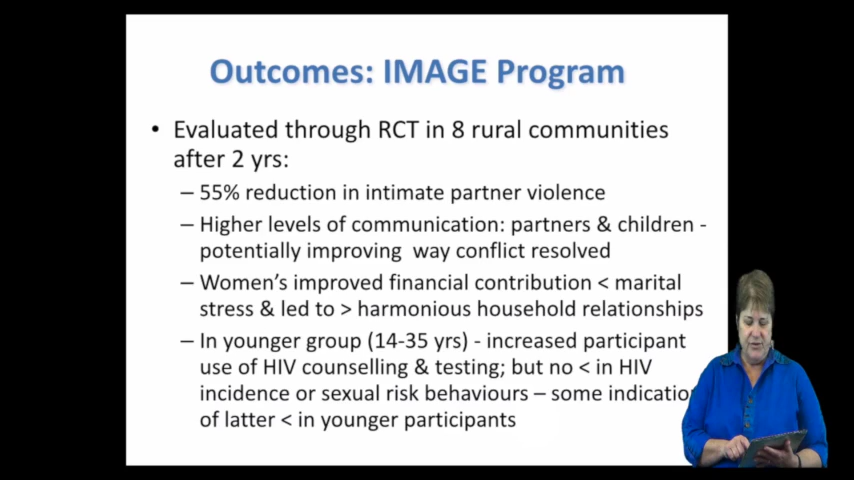 Outcomes: IMAGE Program
• Evaluated through RCT in 8 rural communities
after 2 yrs:
– 55% reduction in intimate partner violence
– Higher levels of communication: partners & children -
potentially improving way conflict resolved
– Women's improved financial contribution < marital
stress & led to > harmonious household relationships
– In younger group (14-35 yrs) - increased participant
use of HIV counselling & testing; but no < in HIV
incidence or sexual risk behaviours – some indicatio
of latter < in younger participants